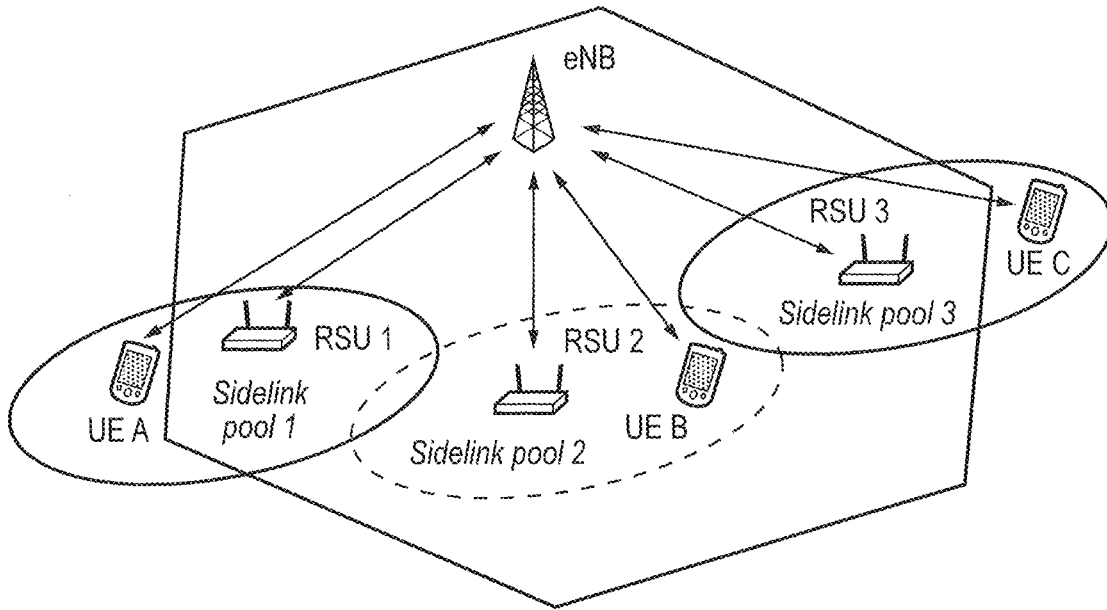 eNB
RSU 3
UE C
Sidelink pool 3
RSU 1
RSU 2
Sidelink
pool 1
UE A
UE B
Sidelink pool 2